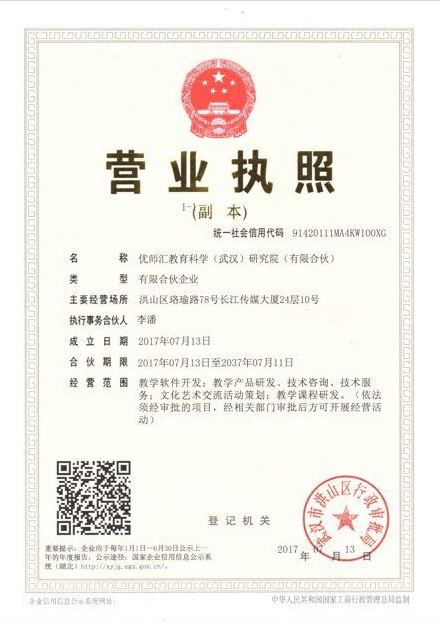 营业执照
1-1
(副 本)
统一社会信用代码 91420111MA4KW100XG
名 称 优师汇教育科学（武汉）研究院（有限合伙）
类 型 有限合伙企业
主要经营场所 洪山区珞瑜路78号长江传媒大厦24层10号
执行事务合伙人 李潘
成立日期 2017年07月13日
合伙期限 2017年07月13日至2037年07月11日
经营范围 教学软件开发；教学产品研发、技术咨询、技术服
务；文化艺术交流活动策划；教学课程研发。（依法
须经审批的项目，经相关部门审批后方可开展经营活
动）
登记机关
武汉市洪山区行政审批局
2017 年 07 月 13 日
重要提示：企业应于每年1月1日—6月30日公示上一
年的年度报告。公示途径：国家企业信用信息公示系
统（湖北）http://xyjg.egs.gov.cn/。
企业信用信息公示系统网址：
中华人民共和国国家工商行政管理总局监制